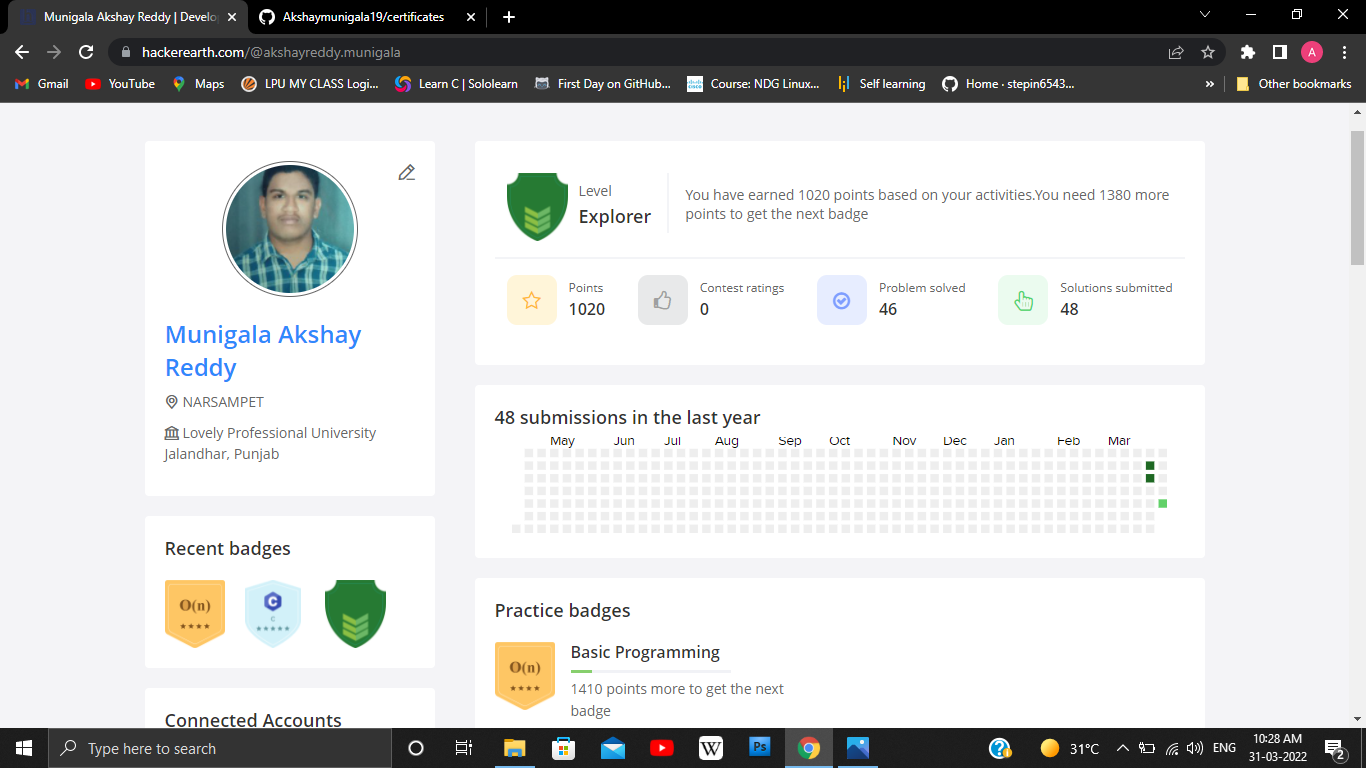 Munigala Akshay Reddy | Develo
Akshaymunigala19/certificates
hackerearth.com/@akshayreddy.munigala
A
Gmail
YouTube
Maps
LPU MY CLASS Logi...
Learn C | Sololearn
First Day on GitHub...
Course: NDG Linux...
Self learning
Home · stepin6543...
»
Other bookmarks
Munigala Akshay
Reddy
NARSAMPET
Lovely Professional University
Jalandhar, Punjab
Recent badges
O(n)
C
C
Connected Accounts
Level
Explorer
You have earned 1020 points based on your activities.You need 1380 more
points to get the next badge
Points
1020
Contest ratings
0
Problem solved
46
Solutions submitted
48
48 submissions in the last year
May Jun Jul Aug Sep Oct Nov Dec Jan Feb Mar
Practice badges
O(n)
Basic Programming
1410 points more to get the next
badge
Type here to search
W
Ps
31°C
ENG
10:28 AM
31-03-2022
2